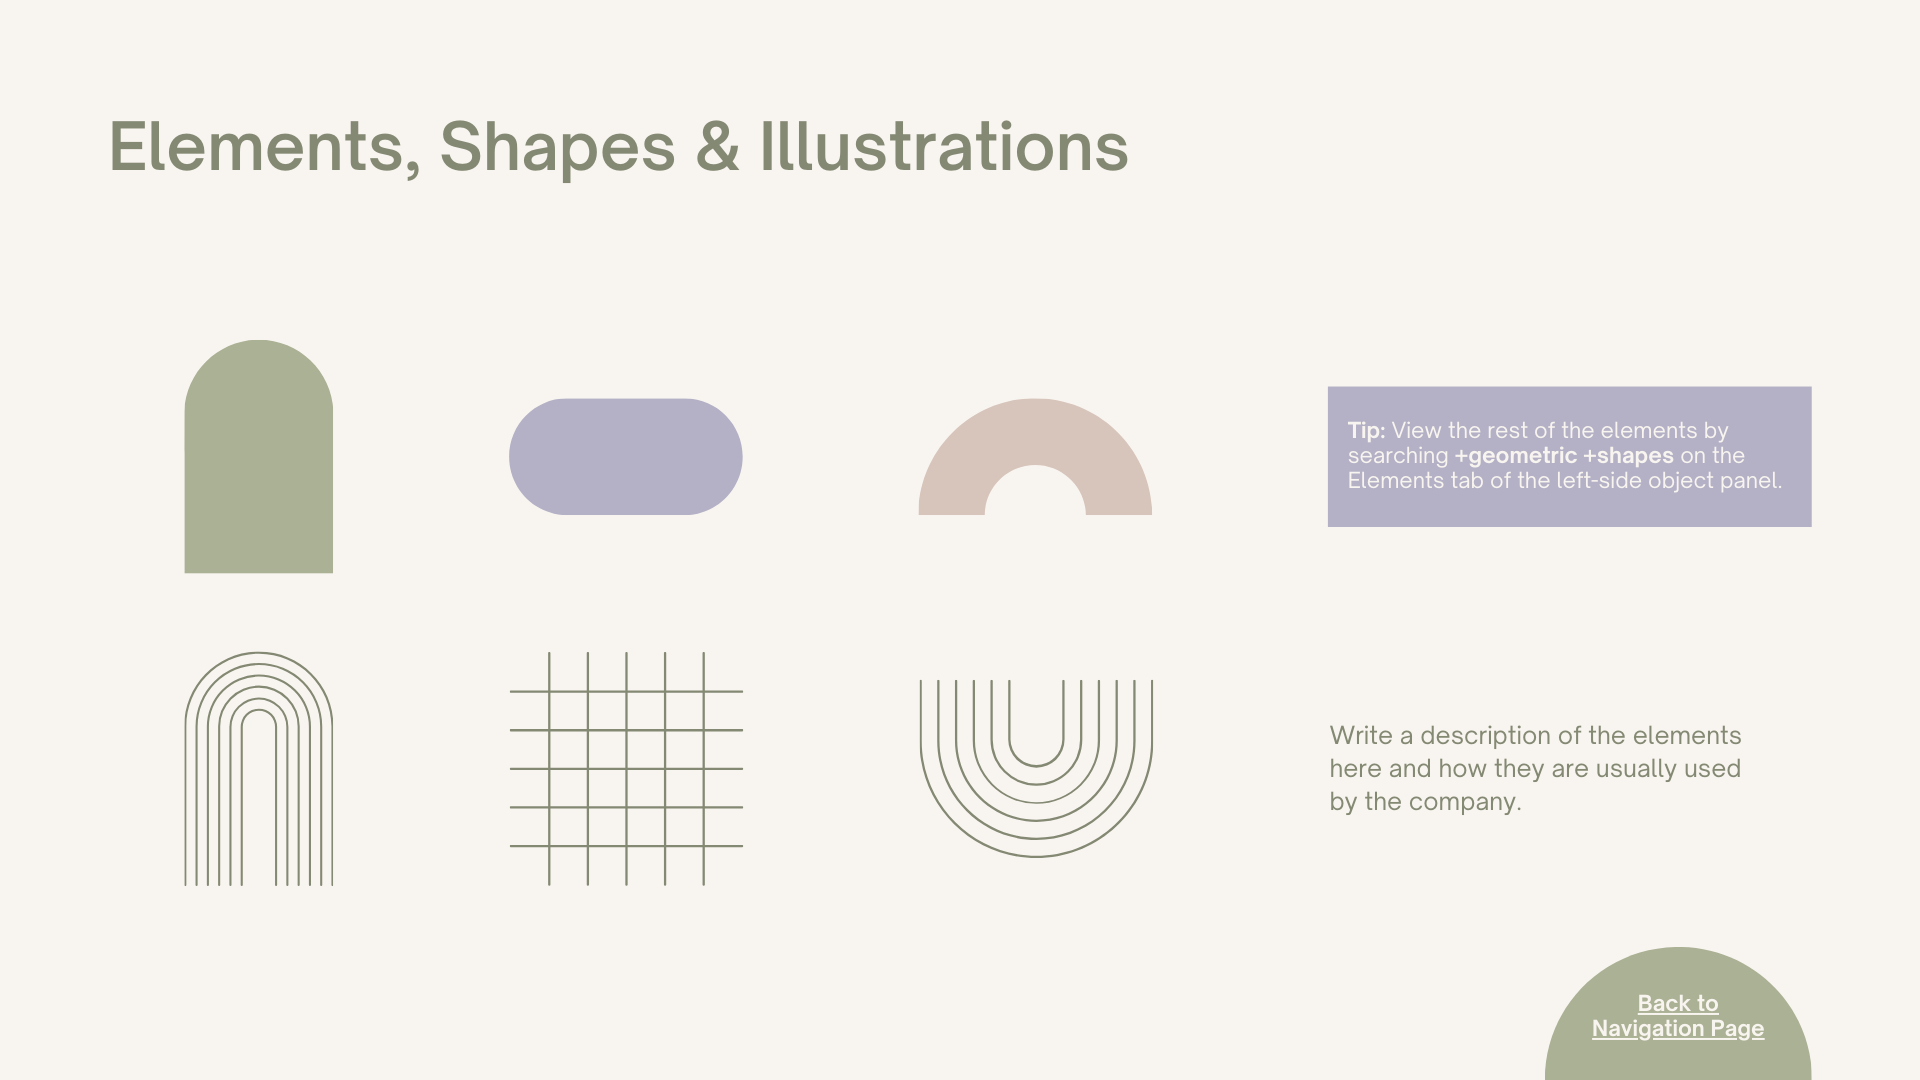 Elements, Shapes & Illustrations
Tip: View the rest of the elements by
searching +geometric +shapes on the
Elements tab of the left-side object panel.
Write a description of the elements
here and how they are usually used
by the company.
Back to
Navigation Page